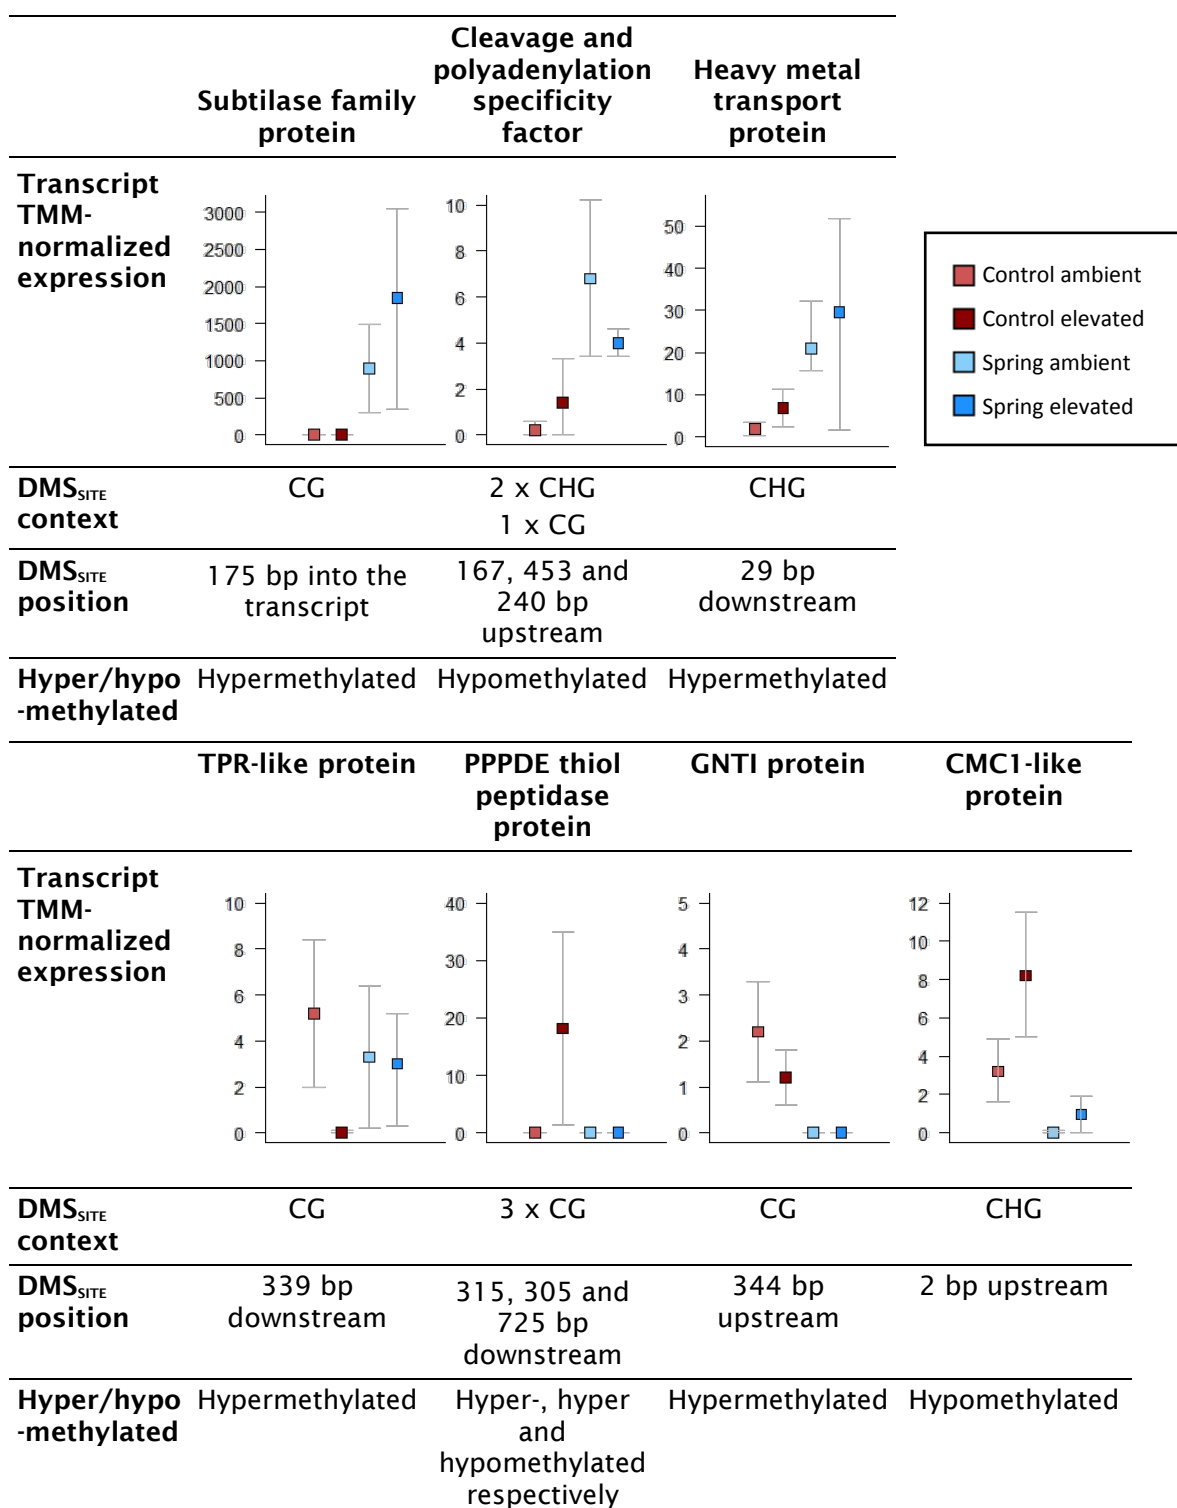 Subtilase family
protein
Cleavage and
polyadenylation
specificity
factor
Heavy metal
transport
protein
Transcript
TMM-
normalized
expression
3000
2500
2000
1500
1000
500
0
10
8
6
4
2
0
50
40
30
20
10
0
Control ambient
Control elevated
Spring ambient
Spring elevated
DMSSITE
context
CG
2 x CHG
1 x CG
CHG
DMSSITE
position
175 bp into the
transcript
167, 453 and
240 bp
upstream
29 bp
downstream
Hyper/hypo
-methylated
Hypermethylated
Hypomethylated
Hypermethylated
TPR-like protein
PPPDE thiol
peptidase
protein
GNTI protein
CMC1-like
protein
Transcript
TMM-
normalized
expression
10
8
6
4
2
0
40
30
20
10
0
5
4
3
2
1
0
12
10
8
6
4
2
0
DMSSITE
context
CG
3 x CG
CG
CHG
DMSSITE
position
339 bp
downstream
315, 305 and
725 bp
downstream
344 bp
upstream
2 bp upstream
Hyper/hypo
-methylated
Hypermethylated
Hyper-, hyper
and
hypomethylated
respectively
Hypermethylated
Hypomethylated